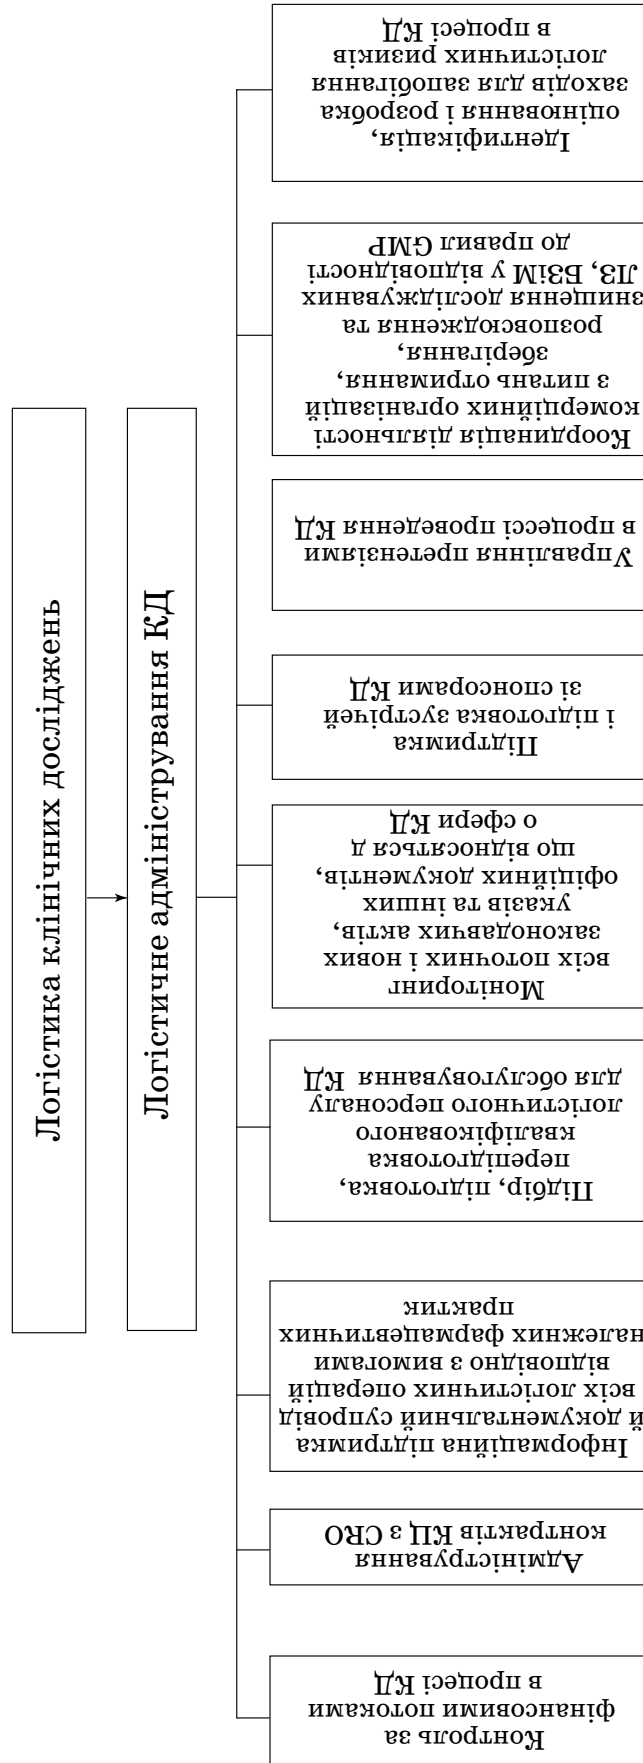 Логістика клінічних досліджень
Логістичне адміністрування КД
Ідентифікація,
оцінювання і розробка
заходів для запобігання
логістичних ризиків
в процесі КД
Координація діяльності
комерційних організацій
з питань отримання,
зберігання,
розповсюдження та
знищення досліджуваних
ЛЗ, БЗіМ у відповідності
до правил GMP
Управління претензіями
в процессі проведення КД
Підтримка
і підготовка зустрічей
зі спонсорами КД
Моніторинг
всіх поточних і нових
законодавчих актів,
указів та інших
офіційних документів,
що відносяться д
о сфери КД
Підбір, підготовка,
перепідготовка
кваліфікованого
логістичного персоналу
для обслуговування КД
Інформаційна підтримка
й документальний супровід
всіх логістичних операцій
відповідно з вимогами
належних фармацевтичних
практик
Адміністрування
контрактів КЦ з CRO
Контроль за
фінансовими потоками
в процесі КД